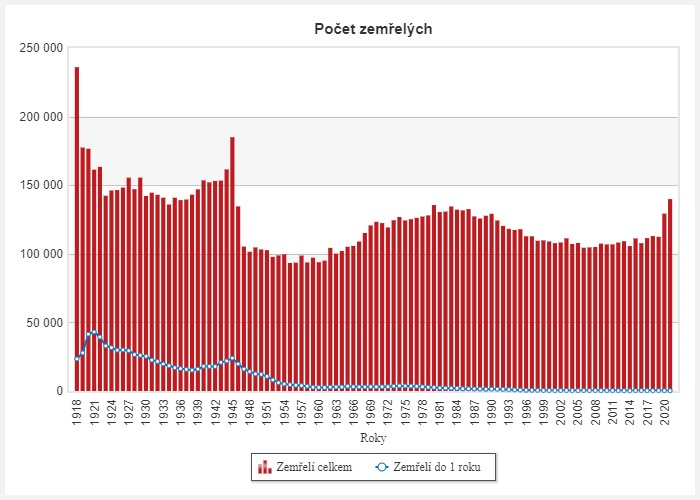 Počet zemřelých
250 000
200 000
150 000
100 000
50 000
0
1918 1921 1924 1927 1930 1933 1936 1939 1942 1945 1948 1951 1954 1957 1960 1963 1966 1969 1972 1975 1978 1981 1984 1987 1990 1993 1996 1999 2002 2005 2008 2011 2014 2017 2020
Roky
Zemřelí celkem Zemřelí do 1 roku